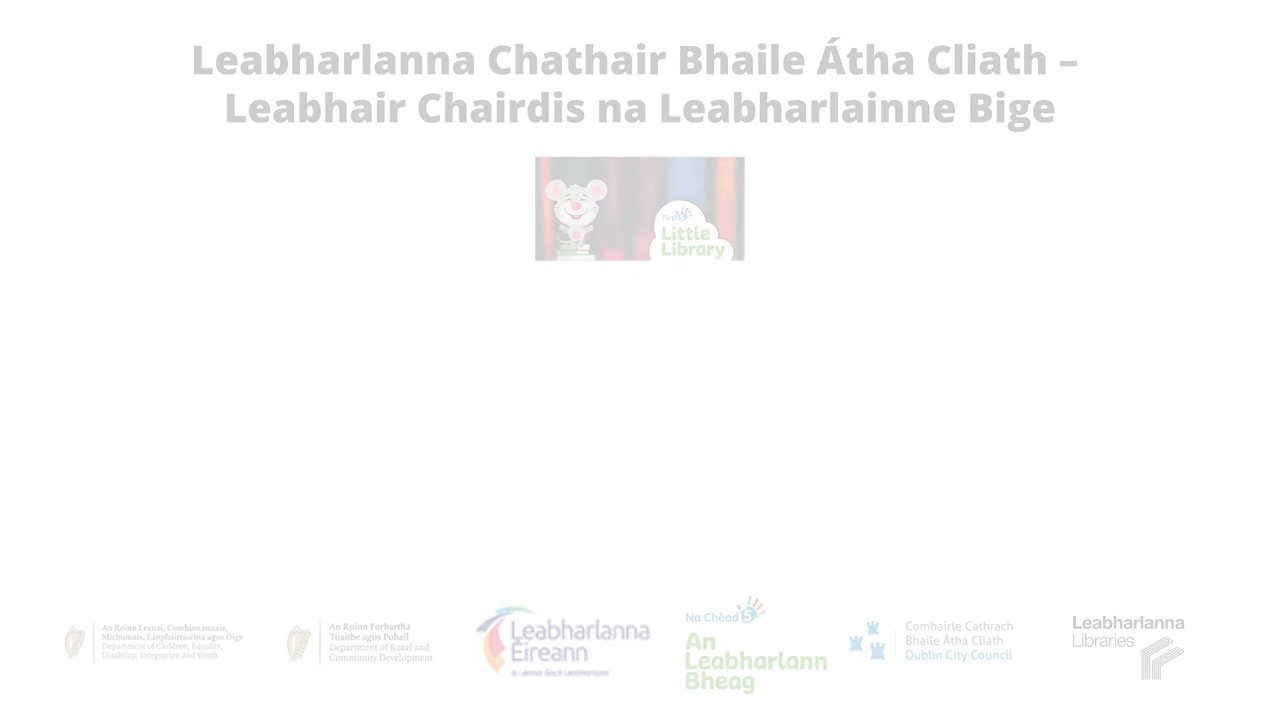 Leabharlanna Chathair Bhaile Átha Cliath –
Leabhair Chairdis na Leabharlainne Bige
First 5
Little
Library
An Roinn Leanaí, Comhionannais,
Míchumais, Lánpháirtíochta agus Óige
Department of Children, Equality,
Disability, Integration and Youth
An Roinn Forbartha
Tuaithe agus Pobail
Department of Rural and
Community Development
Leabharlanna
Éireann
Na Chéad 5
An
Leabharlann
Bheag
Comhairle Cathrach
Bhaile Átha Cliath
Dublin City Council
Leabharlanna
Libraries